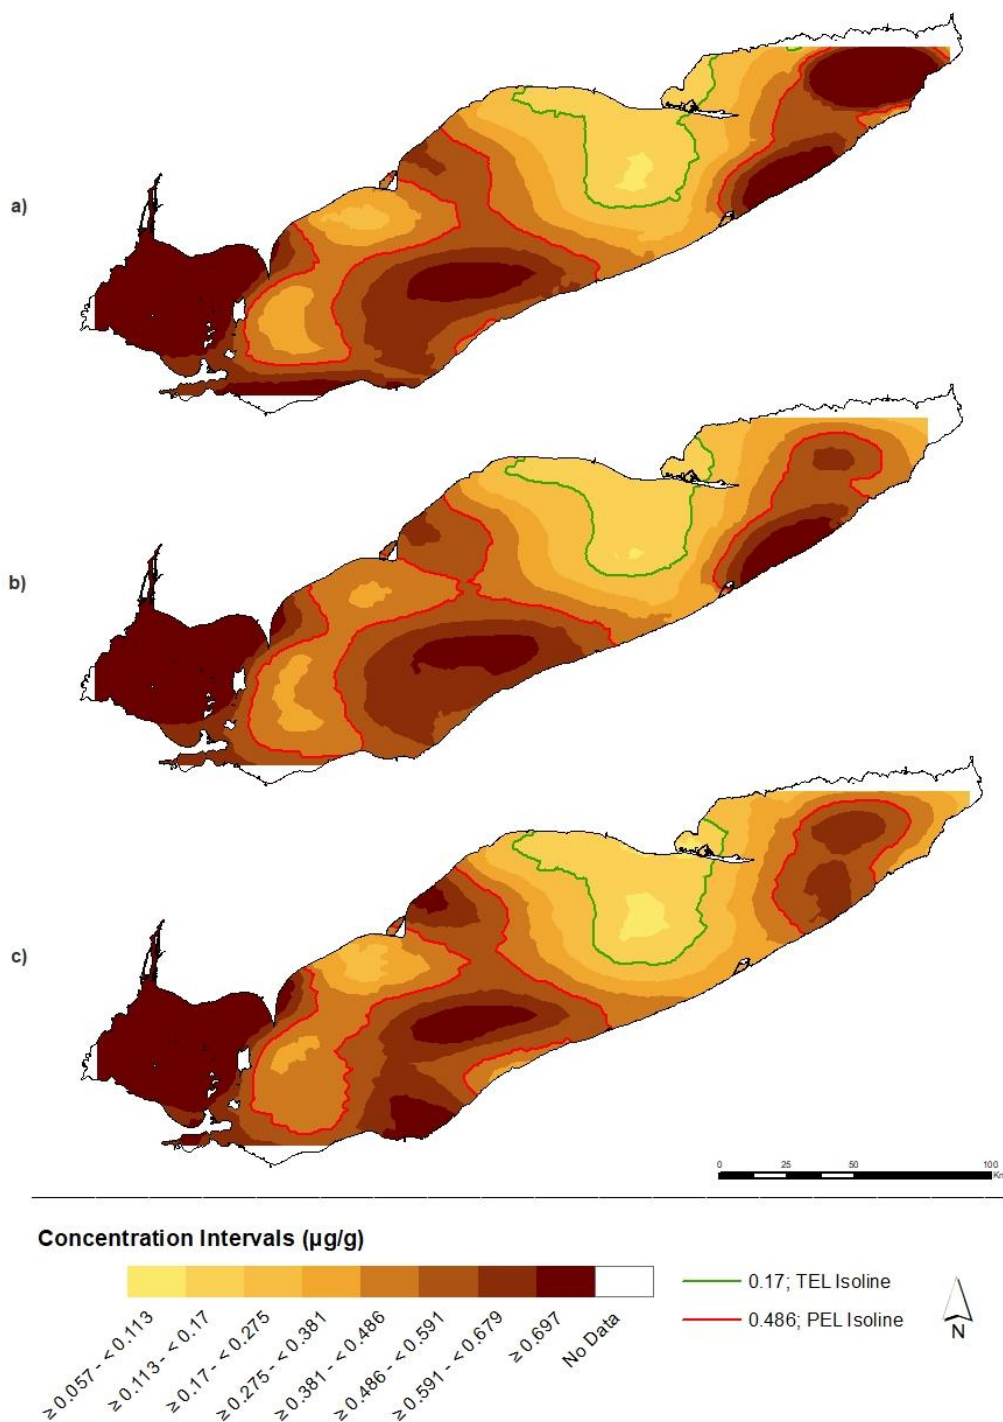 a)
b)
c)
0 25 50 100
Km
Concentration Intervals (µg/g)
≥ 0.057 - < 0.113
≥ 0.113 - < 0.17
≥ 0.17 - < 0.275
≥ 0.275 - < 0.381
≥ 0.381 - < 0.486
≥ 0.486 - < 0.591
≥ 0.591 - < 0.679
≥ 0.697
No Data
0.17; TEL Isoline
0.486; PEL Isoline
N